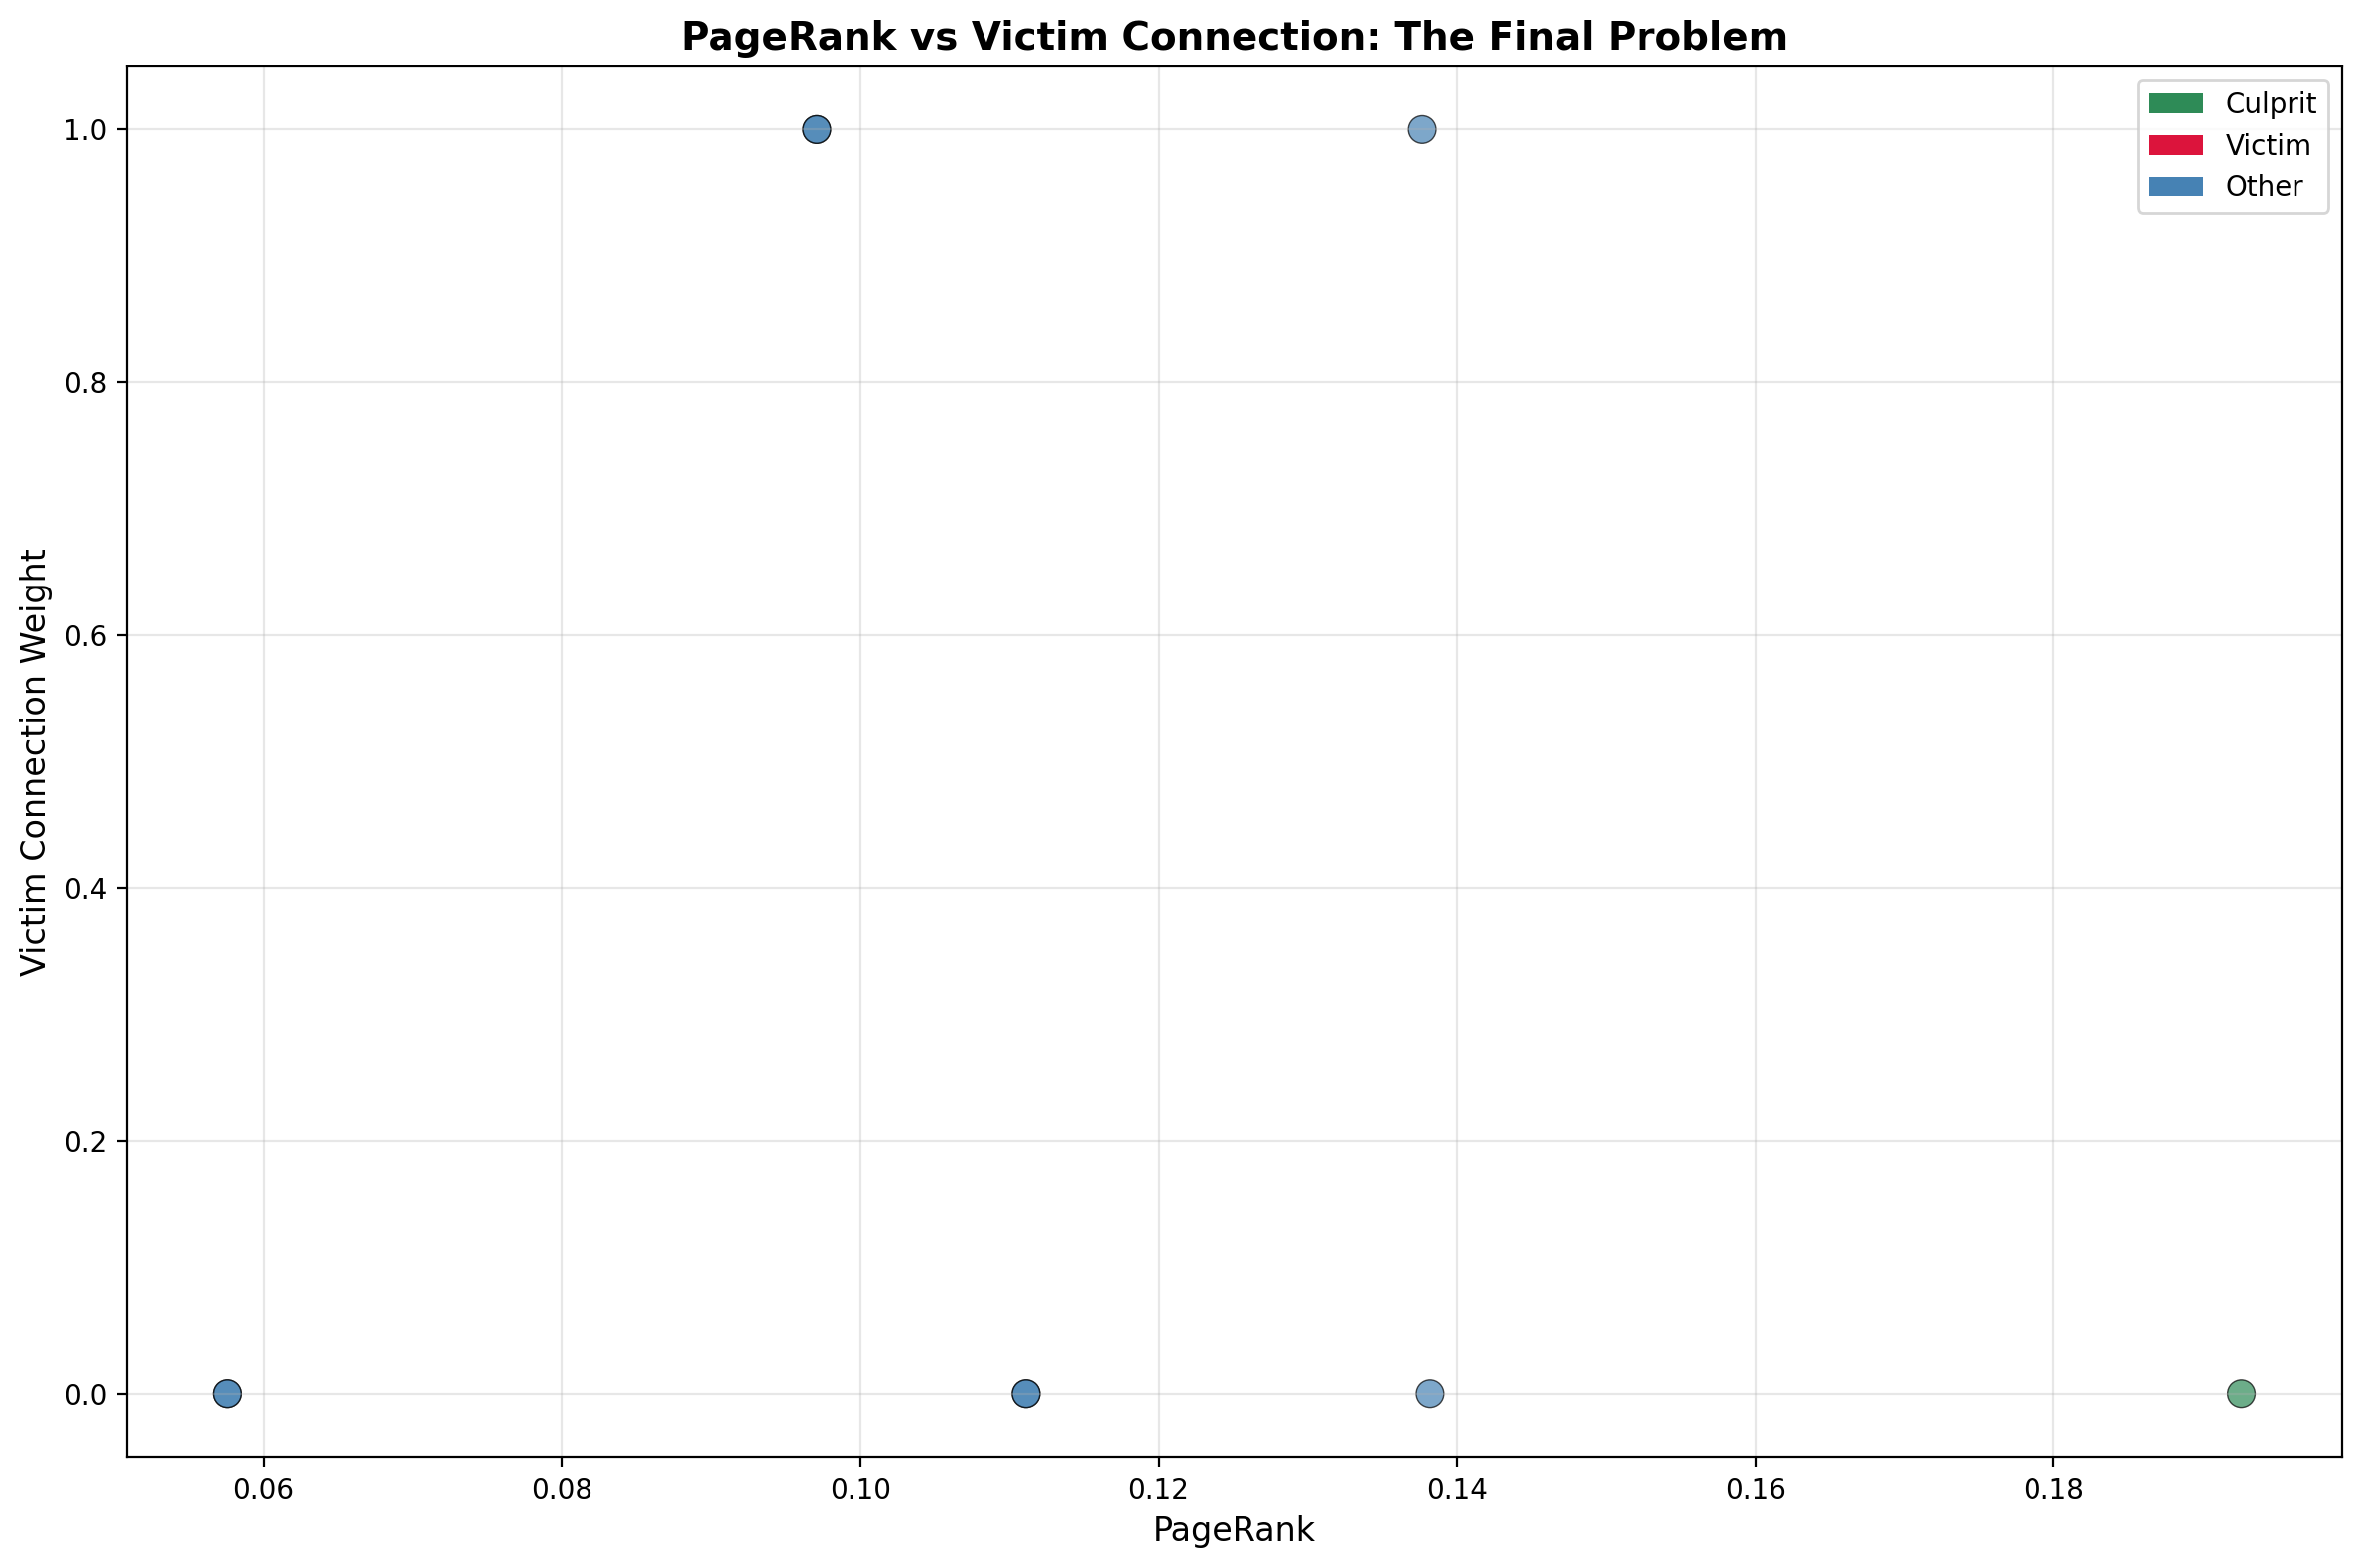 PageRank vs Victim Connection: The Final Problem
Culprit
Victim
Other
Victim Connection Weight
1.0
0.8
0.6
0.4
0.2
0.0
0.06
0.08
0.10
0.12
0.14
0.16
0.18
PageRank